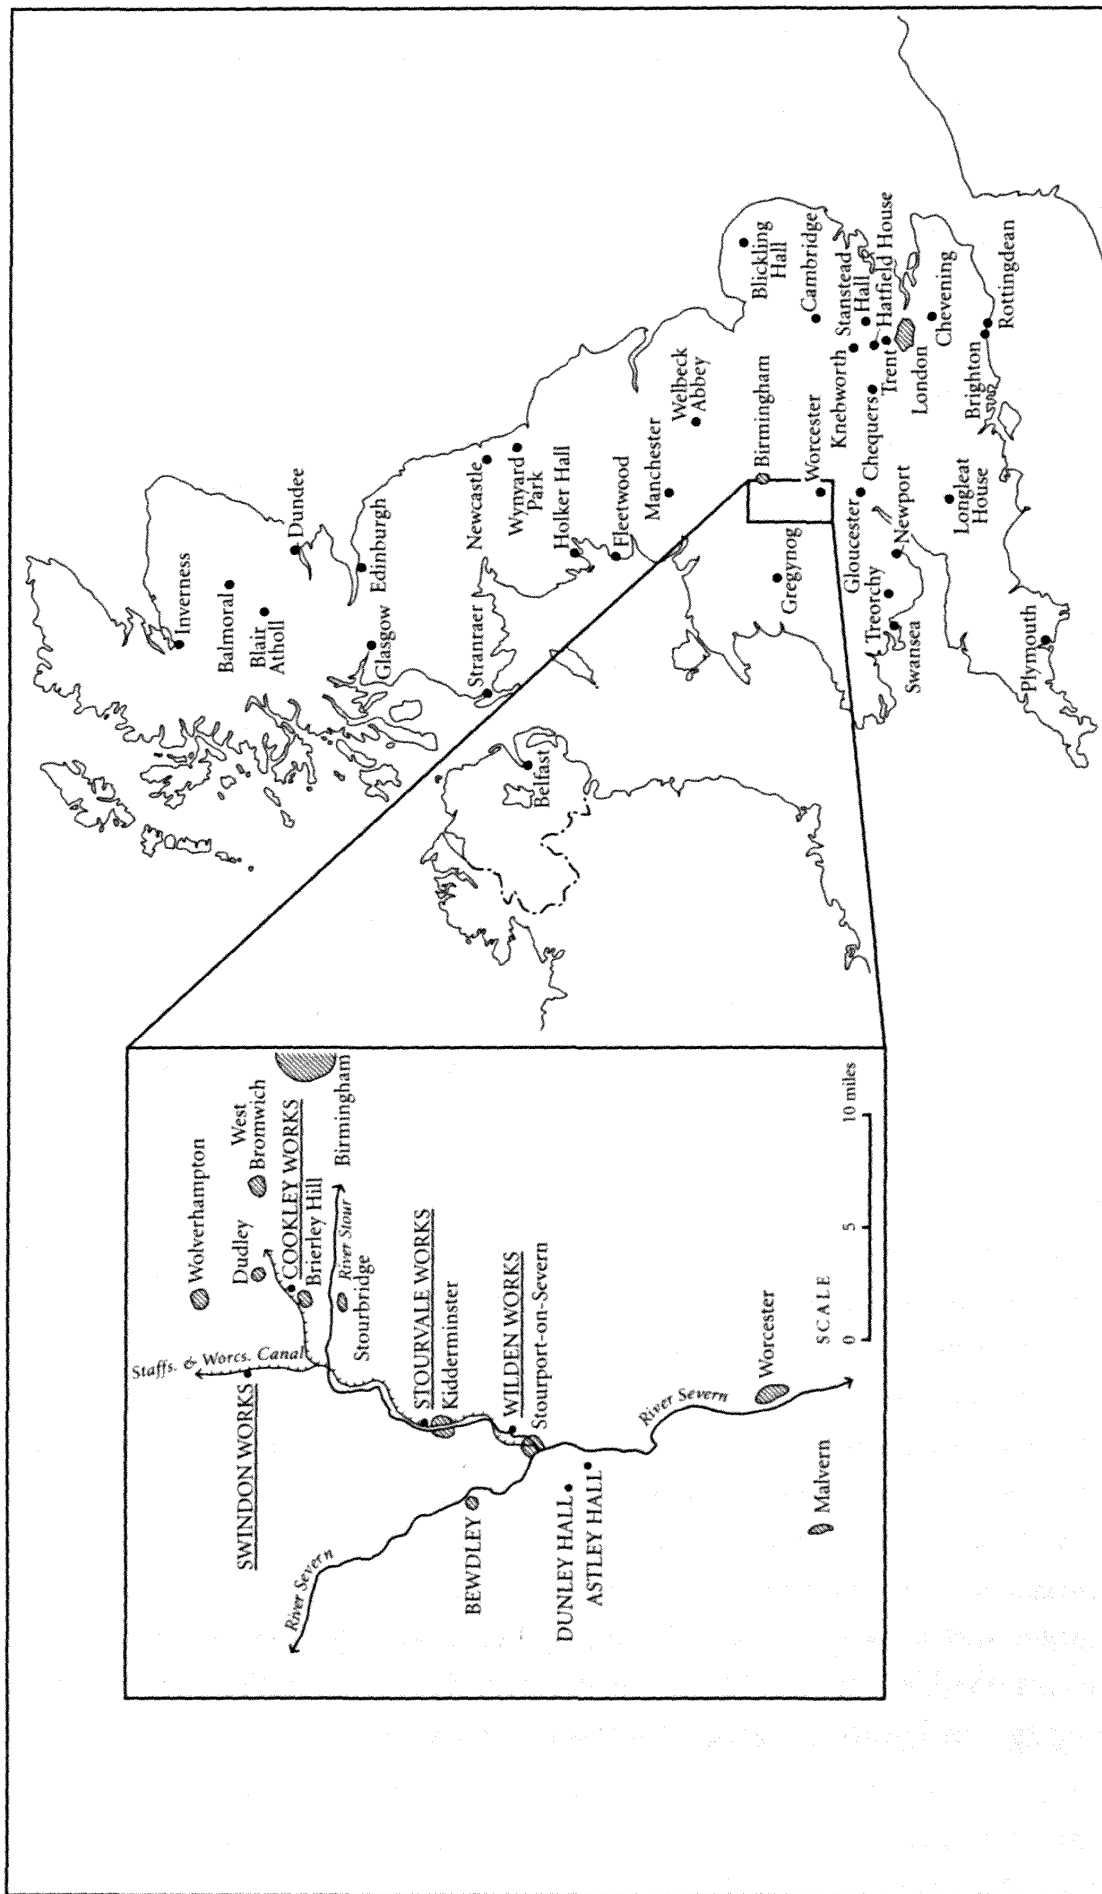 Inverness
Balmoral
Blair
Atholl
Dundee
Edinburgh
Glasgow
Stranraer
Newcastle
Wynyard
Park
Holker Hall
Fleetwood
Belfast
Manchester
Welbeck
Abbey
Blickling
Hall
Birmingham
Gregynog
Worcester
Cambridge
Knebworth
Stanstead
Hall
Hatfield House
Gloucester
Chequers
Trent
Treorchy
Newport
Swansea
London
Chevening
Longleat
House
Brighton
Rottingdean
Plymouth
Wolverhampton
West
Bromwich
Dudley
Staffs. & Worcs. Canal
SWINDON WORKS
COOKLEY WORKS
Brierley Hill
Birmingham
River Stour
Stourbridge
River Severn
STOURVALE WORKS
Kidderminster
BEWDLEY
WILDEN WORKS
Stourport-on-Severn
DUNLEY HALL
ASTLEY HALL
River Severn
Worcester
Malvern
SCALE
0 5 10 miles